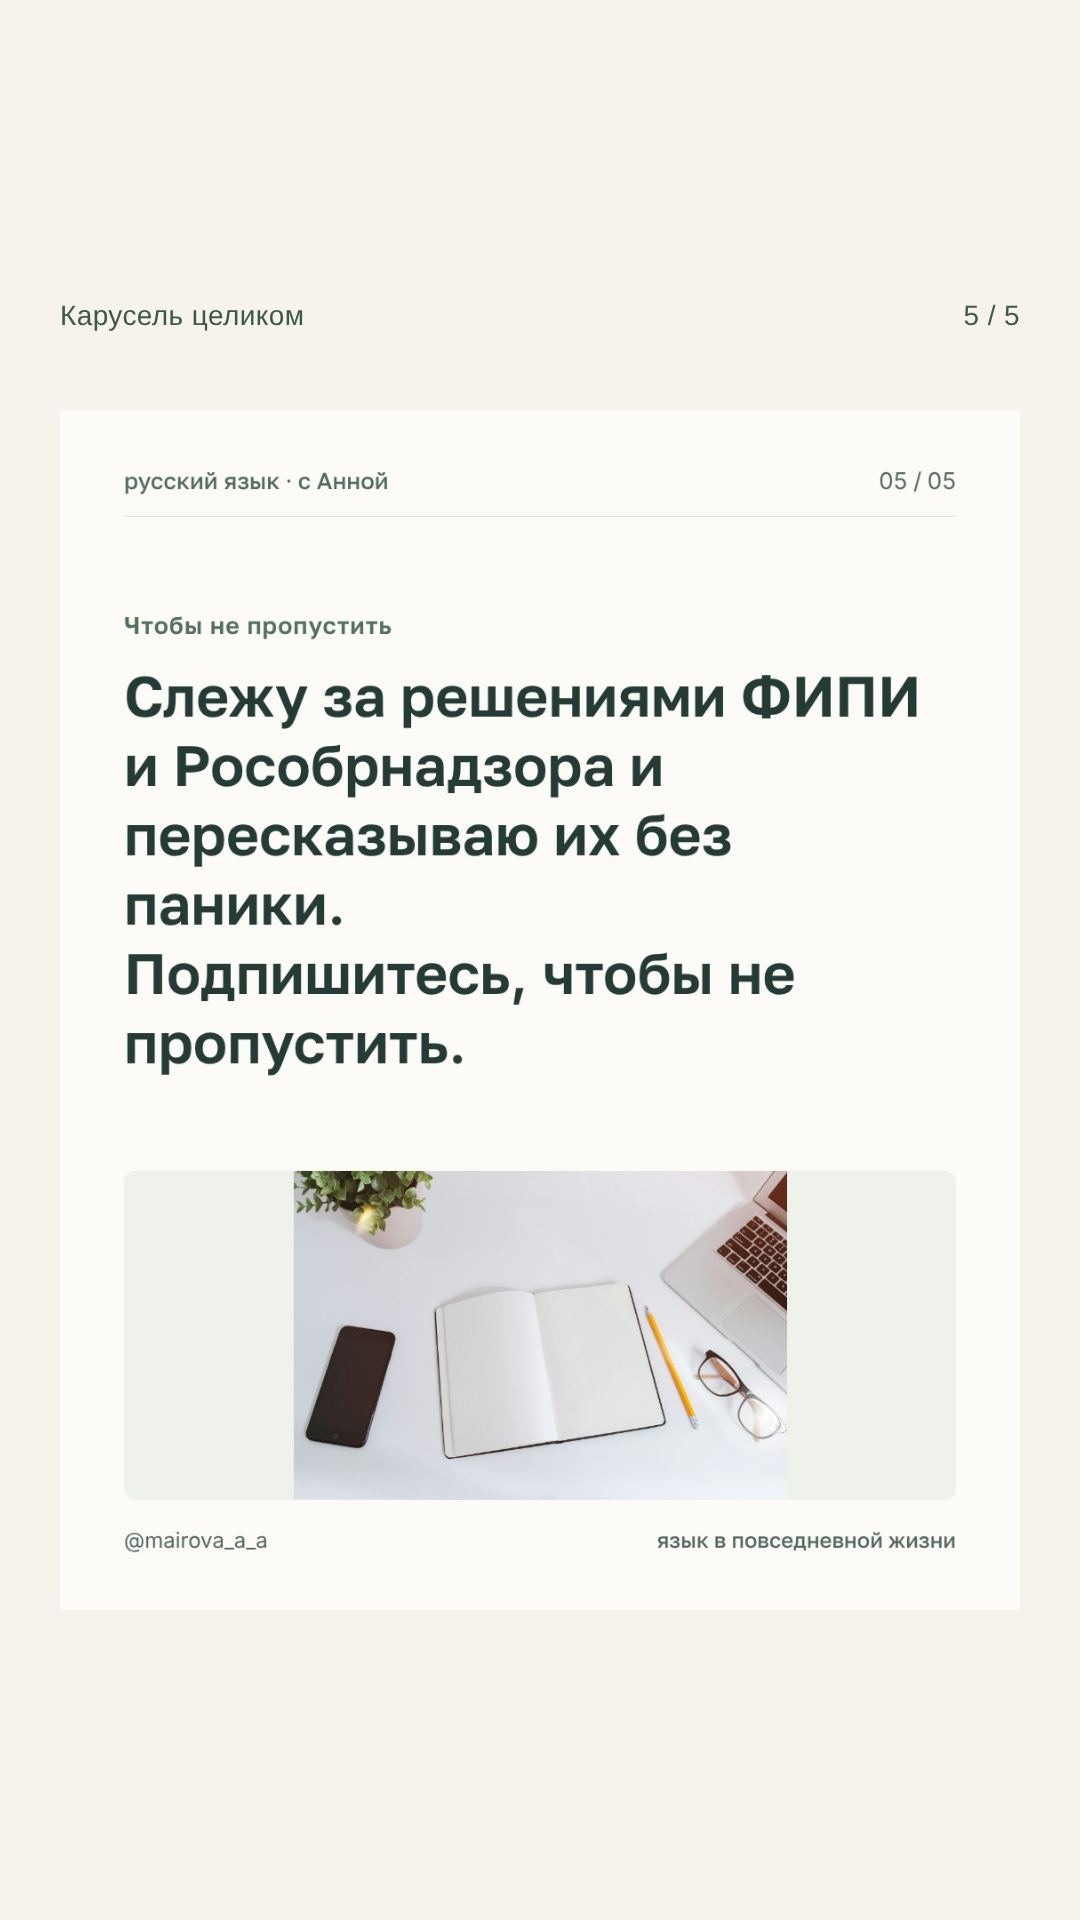 Карусель целиком
5 / 5
русский язык · с Анной
05 / 05
Чтобы не пропустить
Слежу за решениями ФИПИ
и Рособрнадзора и
пересказываю их без
паники.
Подпишитесь, чтобы не
пропустить.
@mairova_a_a
язык в повседневной жизни